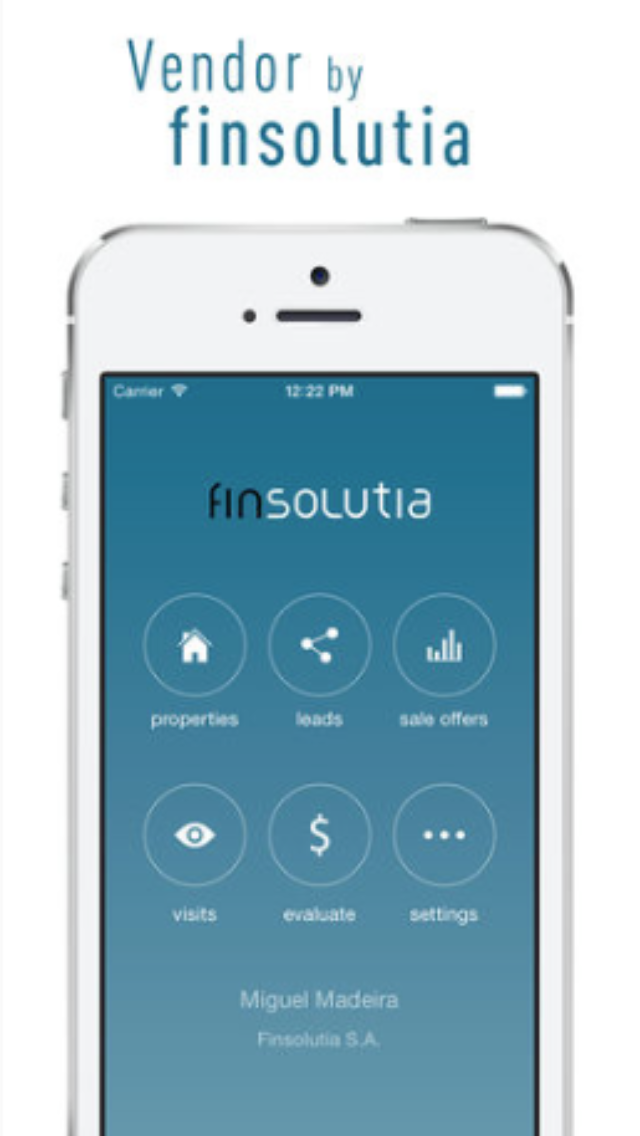 Vendor by
finsolutia
Carrier 12:22 PM
finsolutia
properties leads sale offers
$
visits evaluate settings
Miguel Madeira
Finsolutia S.A.